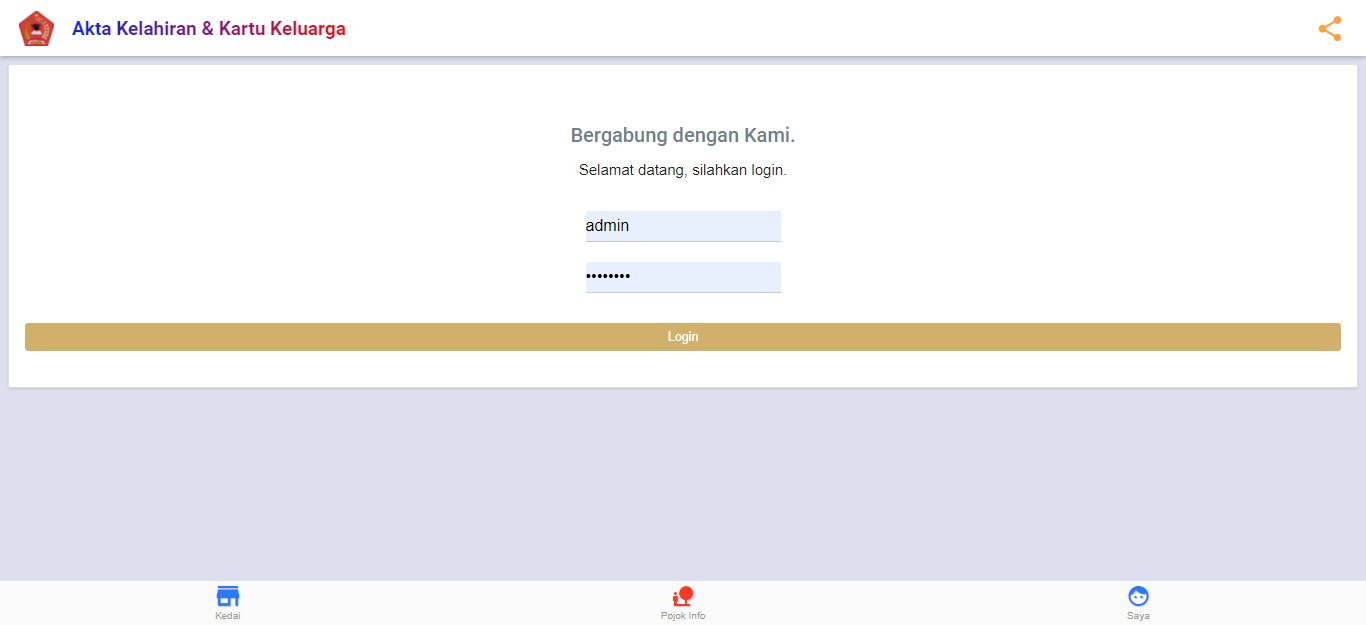 Akta Kelahiran & Kartu Keluarga
Bergabung dengan Kami.
Selamat datang, silahkan login.
admin
••••••••
Login
Kedai
Pojok Info
Saya